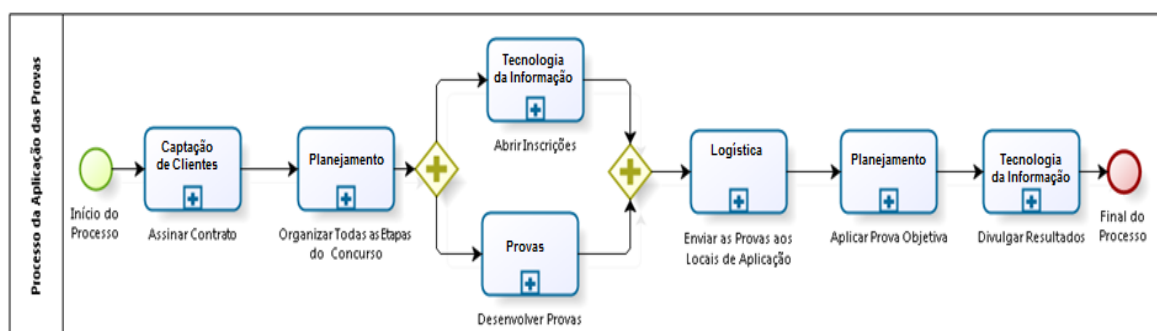 Processo da Aplicação das Provas
Início do
Processo
Captação
de Clientes
Assinar Contrato
Planejamento
Organizar Todas as Etapas
do Concurso
Tecnologia
da Informação
Abrir Inscrições
Provas
Desenvolver Provas
Logística
Enviar as Provas aos
Locais de Aplicação
Planejamento
Aplicar Prova Objetiva
Tecnologia
da Informação
Divulgar Resultados
Final do
Processo